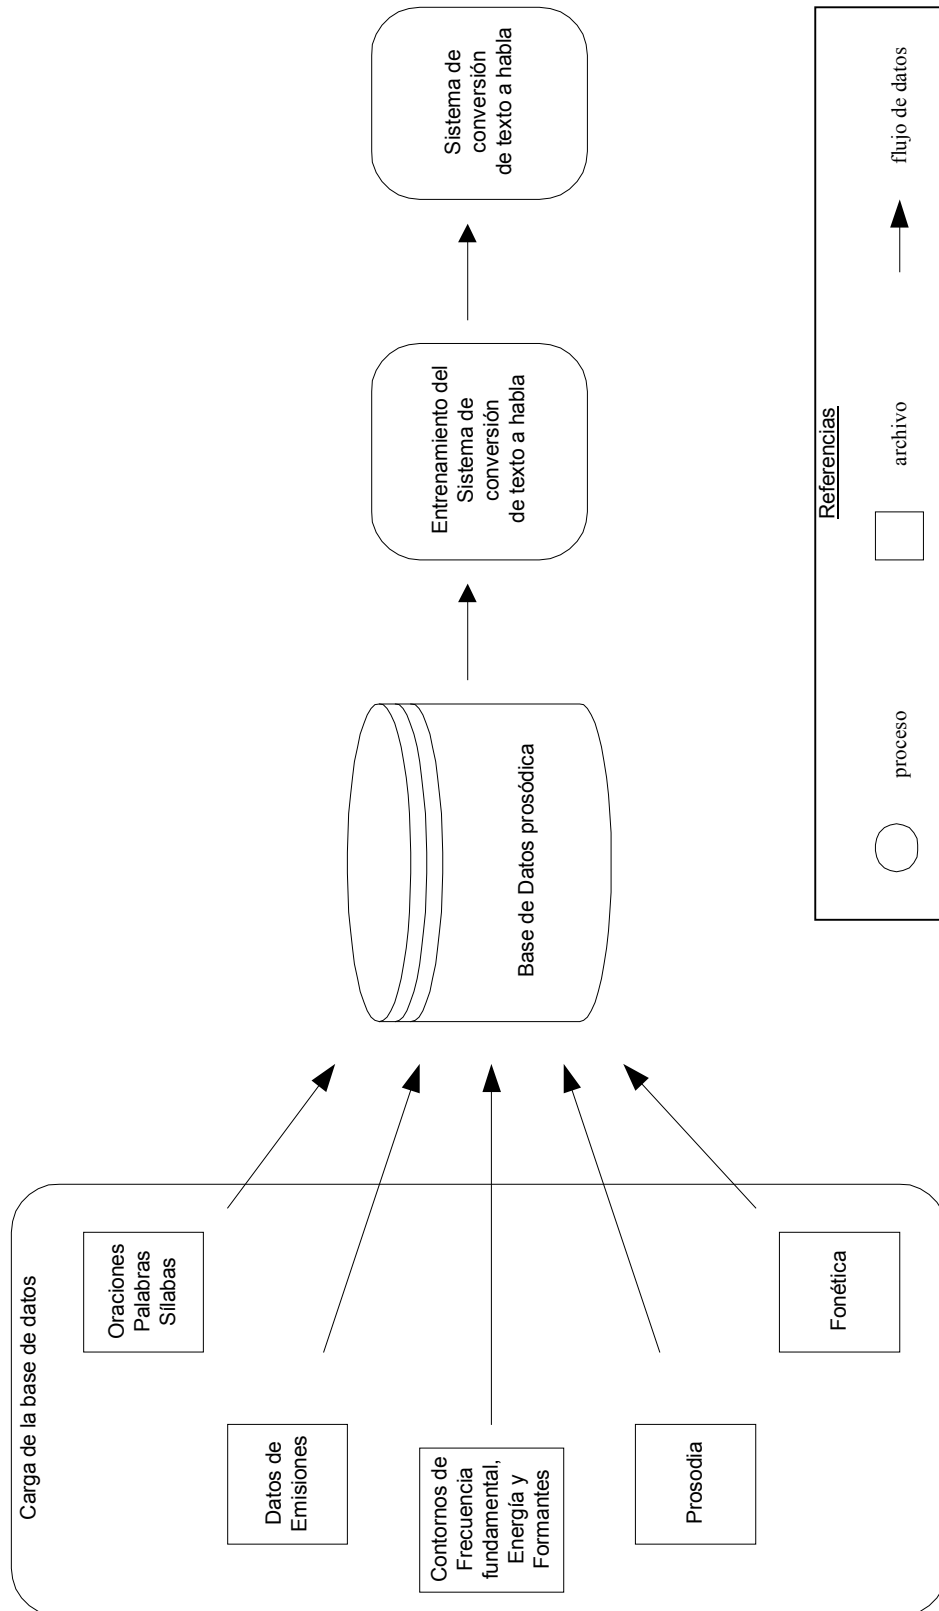 Carga de la base de datos
Oraciones
Palabras
Sílabas
Datos de
Emisiones
Contornos de
Frecuencia
fundamental,
Energía y
Formantes
Prosodia
Fonética
Base de Datos prosódica
Entrenamiento del
Sistema de
conversión
de texto a habla
Sistema de
conversión
de texto a habla
Referencias
proceso
archivo
flujo de datos